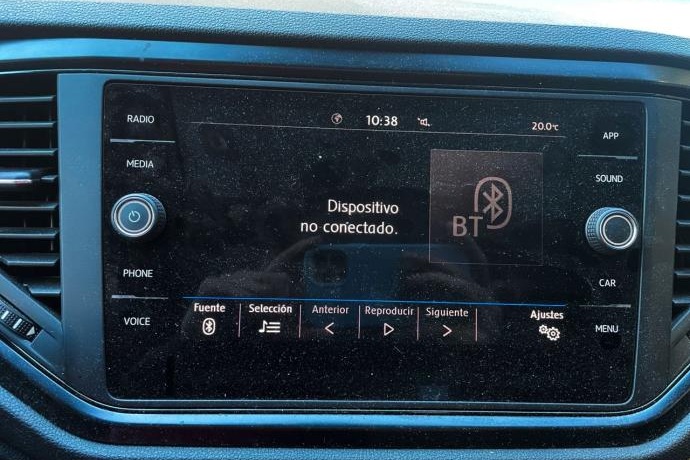 RADIO
MEDIA
PHONE
VOICE
10:38
20.0°C
Dispositivo
no conectado.
BT
Fuente
Selección
Anterior
Reproducir
Siguiente
Ajustes
APP
SOUND
CAR
MENU